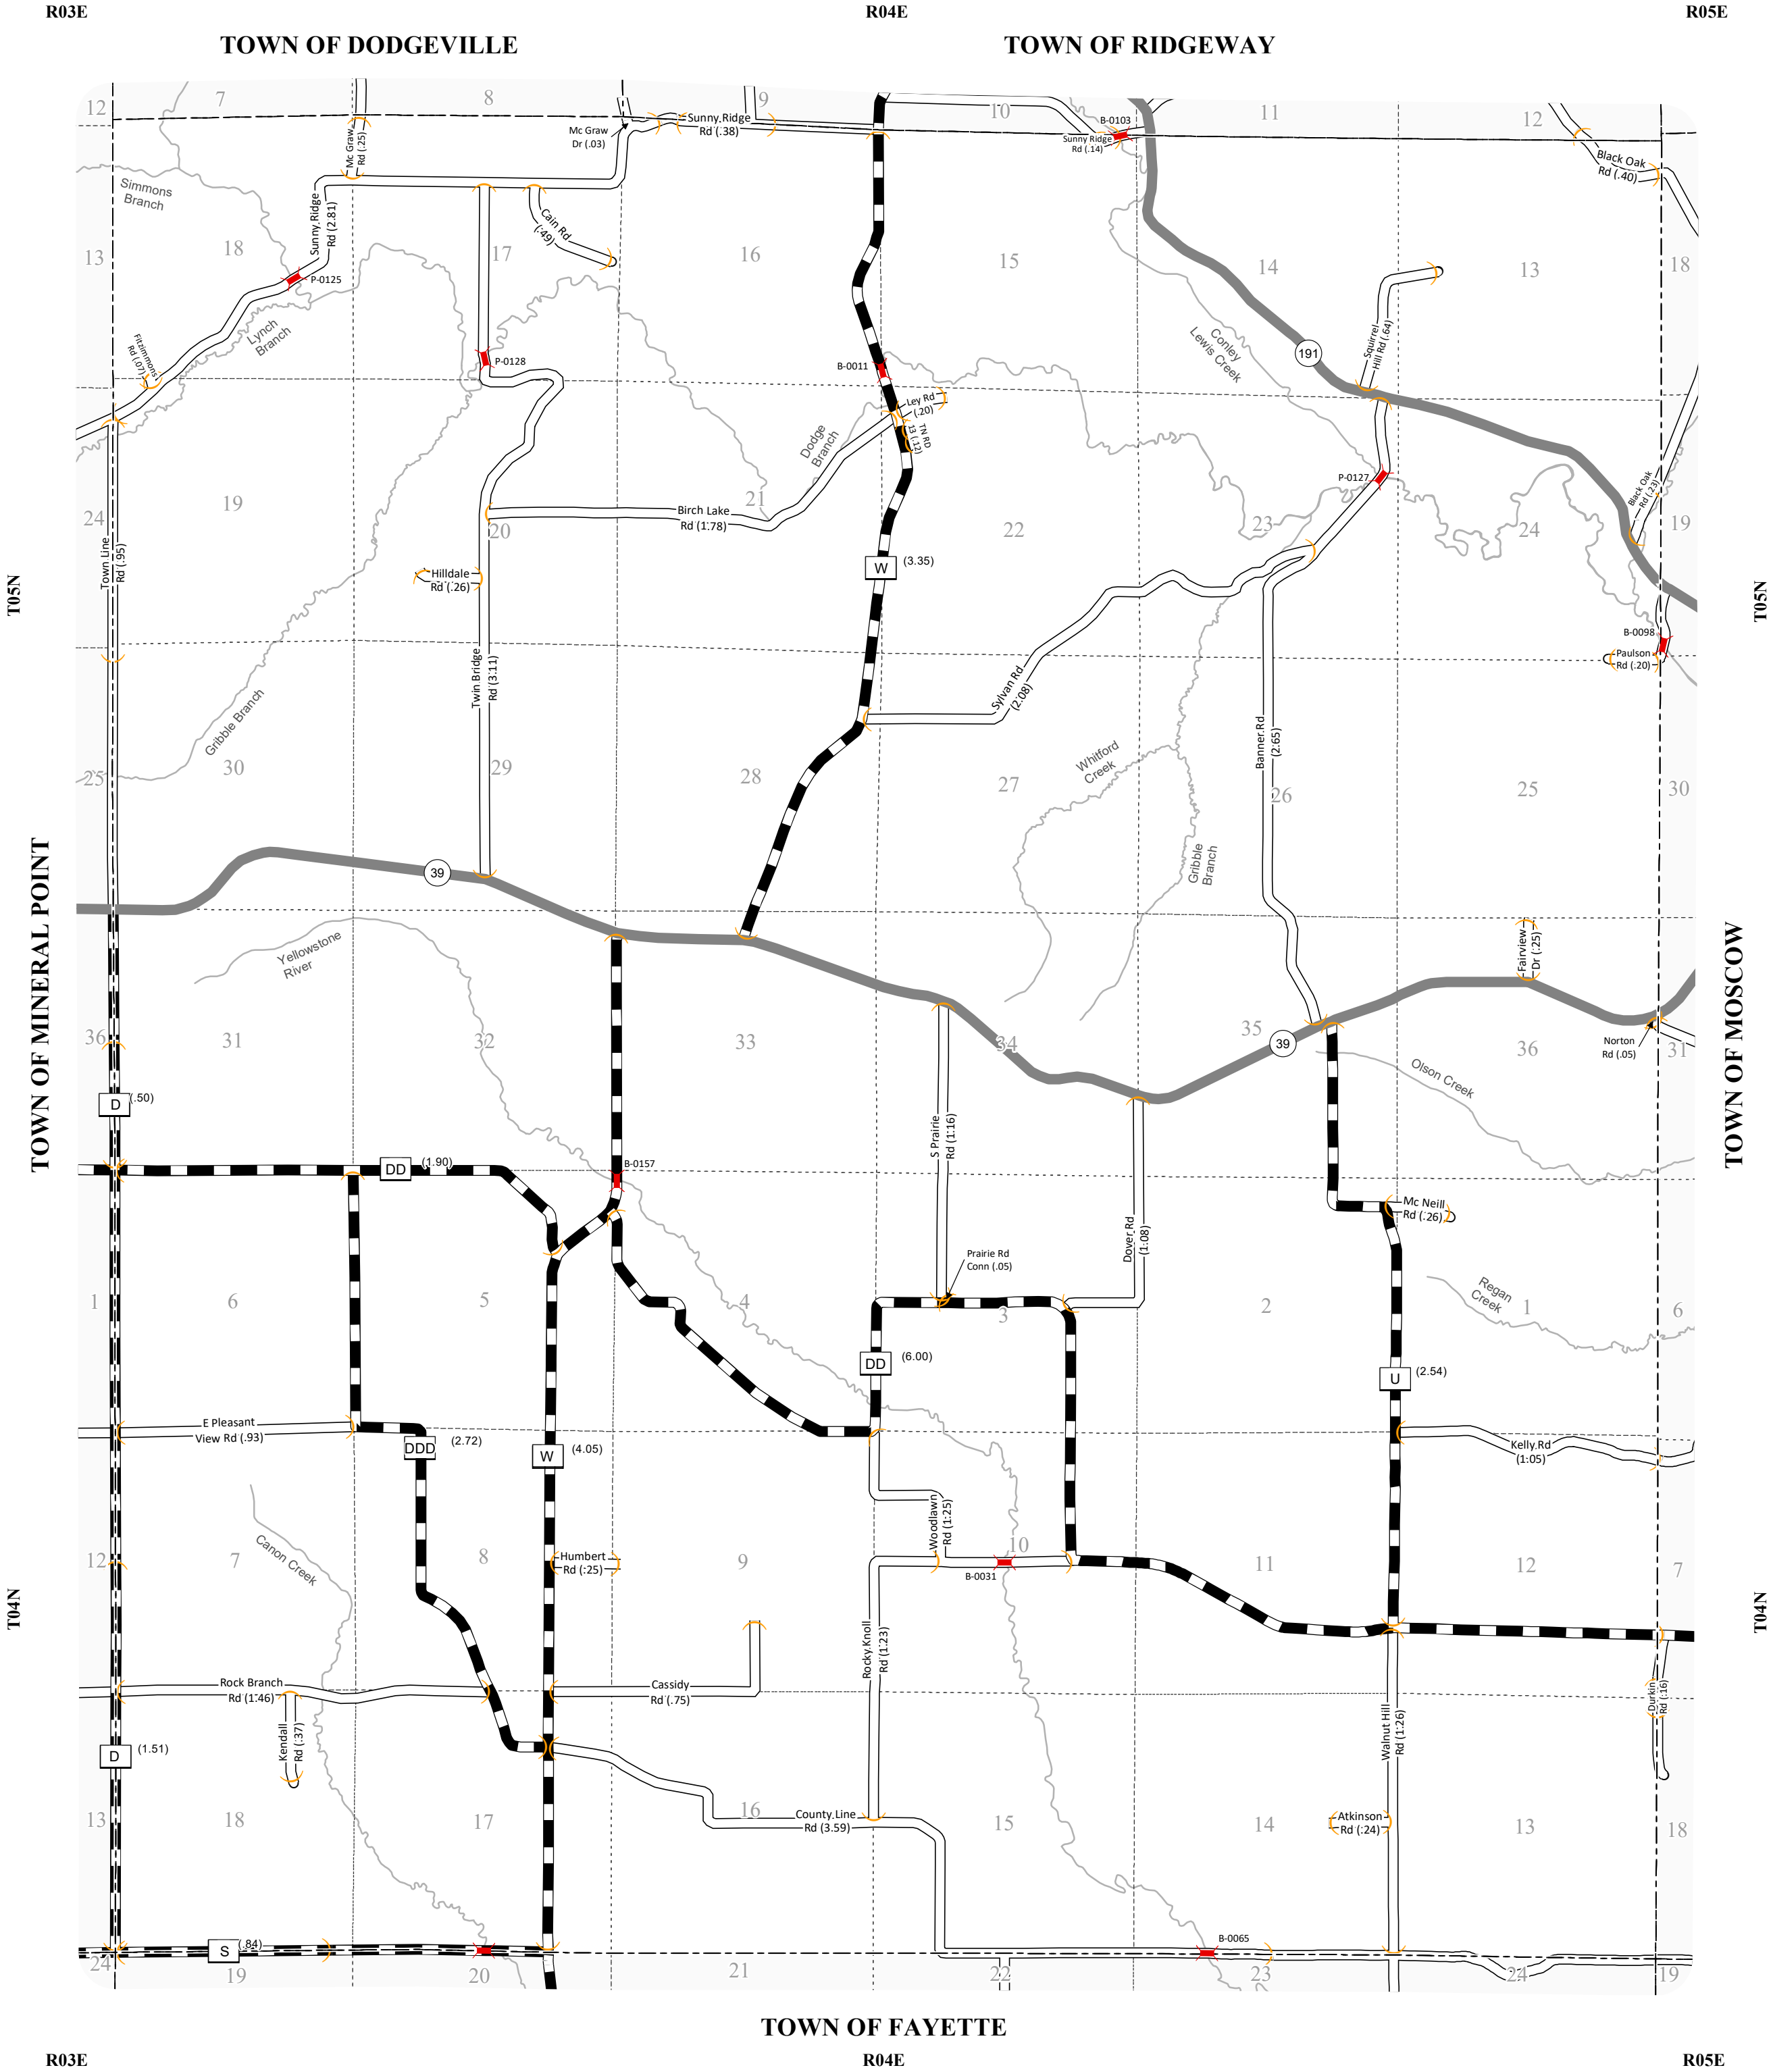 R03E
R04E
R05E
TOWN OF DODGEVILLE
TOWN OF RIDGEWAY
12
7
8
9
10
11
12
Mc Graw
Rd (.25)
Mc Graw
Dr (.03)
Sunny Ridge
Rd (.38)
B-0103
Sunny Ridge
Rd (.14)
Black Oak
Rd (.40)
Simmons
Branch
Sunny Ridge
Rd (2.81)
Cain Rd
(.49)
13
18
17
16
15
14
13
18
P-0125
Lynch
Branch
Fitzimmons
Rd (.07)
P-0128
B-0011
Conley
Lewis Creek
191
Squirrel
Hill Rd (.64)
Ley Rd
(.20)
TN RD
13 (.12)
Dodge
Branch
P-0127
Black Oak
Rd (.23)
24
19
20
21
22
23
24
19
Town Line
Rd (.95)
Birch Lake
Rd (1.78)
W
(3.35)
Hilldale
Rd (.26)
T05N
T05N
B-0098
Paulson
Rd (.20)
Twin Bridge
Rd (3.11)
Sylvan Rd
(2.08)
Gribble Branch
Banner Rd
(2.65)
Whitford
Creek
25
30
29
28
27
26
25
30
Gribble
Branch
39
TOWN OF MINERAL POINT
TOWN OF MOSCOW
Yellowstone
River
Fairview
Dr (.25)
36
31
32
33
34
35
39
36
31
Norton
Rd (.05)
Olson Creek
D
(.50)
S Prairie
Rd (1.16)
DD
(1.90)
B-0157
Mc Neill
Rd (.26)
Dover Rd
(1.08)
Prairie Rd
Conn (.05)
Regan
Creek
1
6
5
4
3
2
1
6
DD
(6.00)
U
(2.54)
E Pleasant
View Rd (.93)
DDD
(2.72)
W
(4.05)
Kelly Rd
(1.05)
Canon Creek
Woodlawn
Rd (1.25)
12
7
8
9
10
11
12
7
Humbert
Rd (.25)
B-0031
T04N
T04N
Rocky Knoll
Rd (1.23)
Rock Branch
Rd (1.46)
Cassidy
Rd (.75)
Durkin
Rd (.16)
Kendall
Rd (.37)
Walnut Hill
Rd (1.26)
D
(1.51)
13
18
17
16
15
14
13
18
County Line
Rd (3.59)
Atkinson
Rd (.24)
S
(.84)
B-0065
24
19
20
21
22
23
24
19
TOWN OF FAYETTE
R03E
R04E
R05E